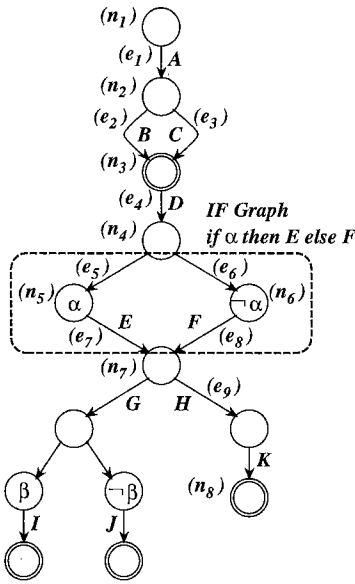 (n1)
(e1) A
(n2)
(e2) (e3)
B C
(n3)
(e4) D
IF Graph
(n4)
if α then E else F
(e5) (e6)
(n5) (n6)
α ¬ α
E F
(e7) (e8)
(n7)
(e9)
G H
K
β ¬ β (n8)
I J